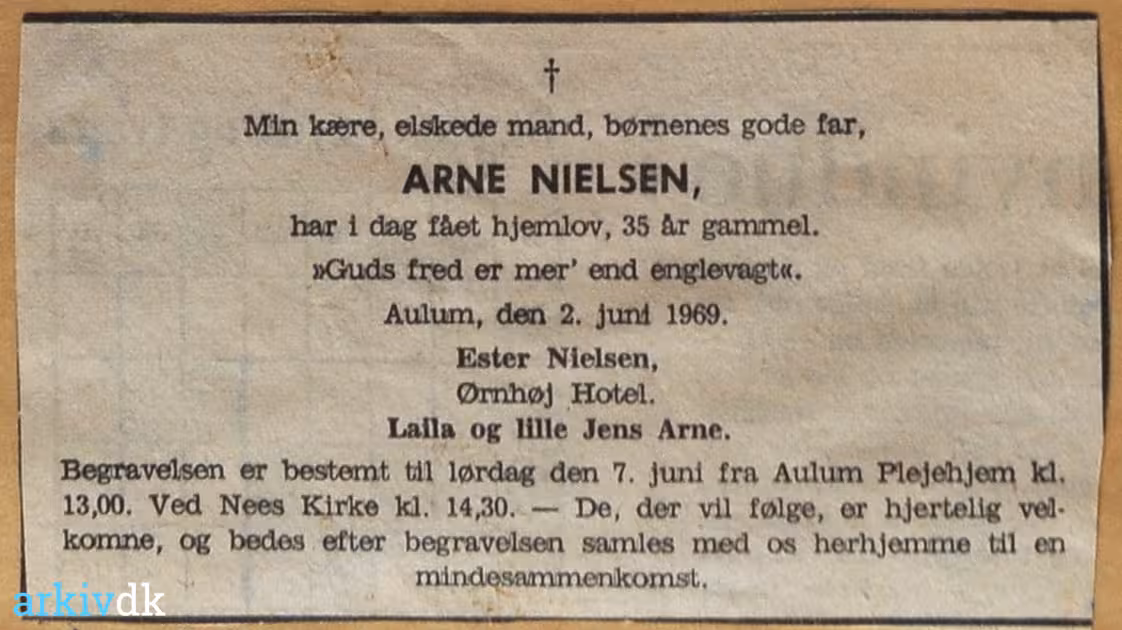 †
Min kære, elskede mand, børnenes gode far,
ARNE NIELSEN,
har i dag fået hjemlov, 35 år gammel.
»Guds fred er mer' end englevagt«.
Aulum, den 2. juni 1969.
Ester Nielsen,
Ørnhøj Hotel.
Laila og lille Jens Arne.
Begravelsen er bestemt til lørdag den 7. juni fra Aulum Plejehjem kl.
13,00. Ved Nees Kirke kl. 14,30. — De, der vil følge, er hjertelig vel-
komne, og bedes efter begravelsen samles med os herhjemme til en
mindesammenkomst.
arkivdk